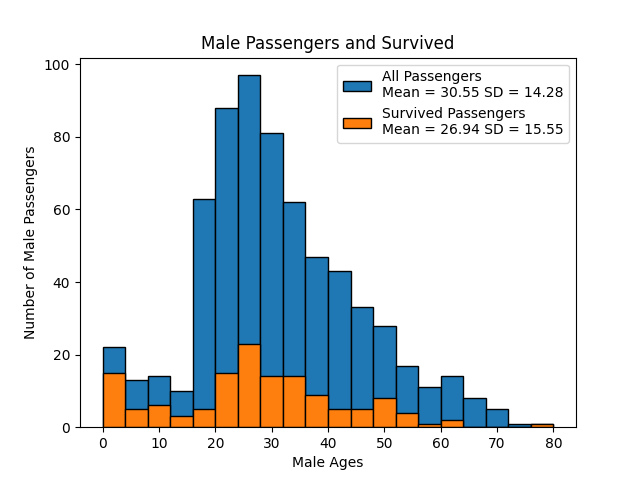 Male Passengers and Survived
All Passengers
Mean = 30.55 SD = 14.28
Survived Passengers
Mean = 26.94 SD = 15.55
Number of Male Passengers
100
80
60
40
20
0
0 10 20 30 40 50 60 70 80
Male Ages